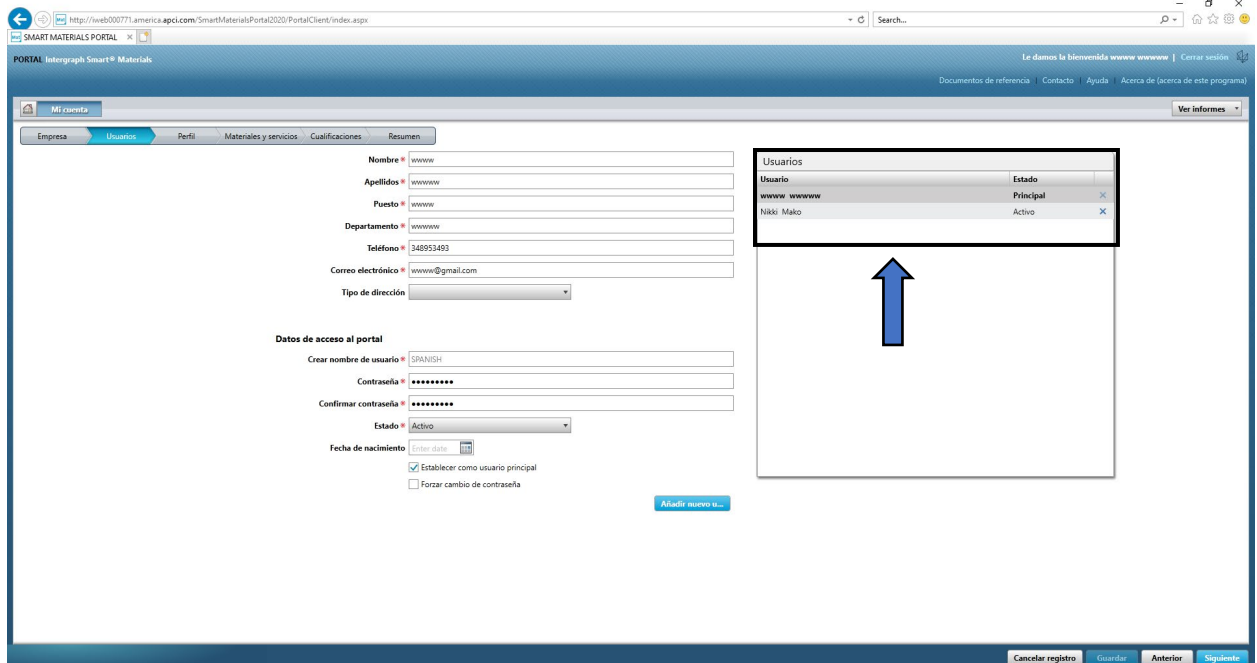 http://iweb000771.america.apci.com/SmartMaterialsPortal2020/PortalClient/index.aspx
Search...
SMART MATERIALS PORTAL
PORTAL Intergraph Smart® Materials
Le damos la bienvenida wwww wwwww | Cerrar sesión
Documentos de referencia | Contacto | Ayuda | Acerca de (acerca de este programa)
Mi cuenta
Ver informes
Empresa Usuarios Perfil Materiales y servicios Cualificaciones Resumen
Nombre * wwww
Apellidos * wwwww
Puesto * wwww
Departamento * wwwww
Teléfono * 348953493
Correo electrónico * wwww@gmail.com
Tipo de dirección
Datos de acceso al portal
Crear nombre de usuario * SPANISH
Contraseña * •••••••••
Confirmar contraseña * •••••••••
Estado * Activo
Fecha de nacimiento Enter date
Establecer como usuario principal
Forzar cambio de contraseña
Añadir nuevo u...
Usuarios
Usuario Estado
wwww wwwww Principal
Nikki Mako Activo
Cancelar registro Guardar Anterior Siguiente